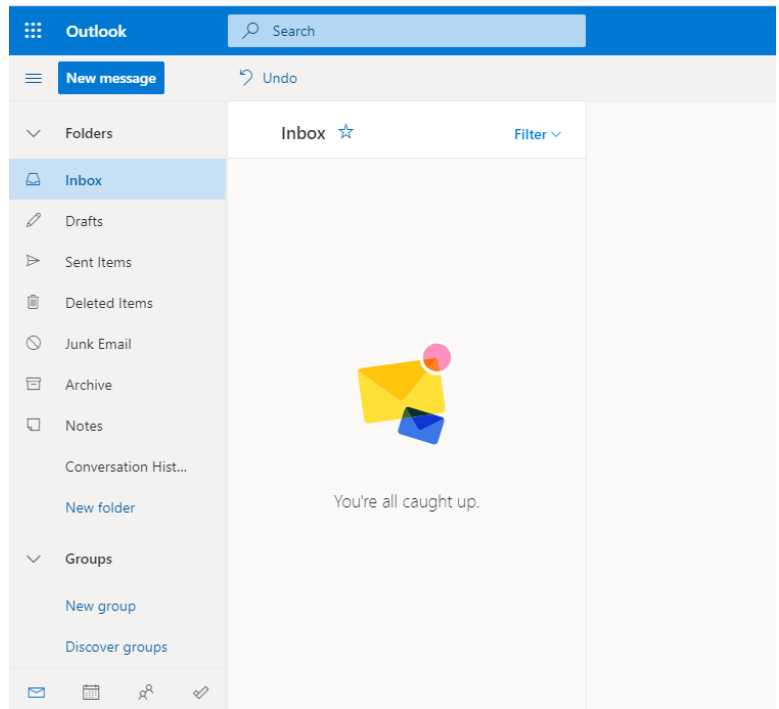 Outlook
Search
New message
Undo
Folders
Inbox
Filter
Inbox
Drafts
Sent Items
Deleted Items
Junk Email
Archive
Notes
Conversation Hist...
New folder
You're all caught up.
Groups
New group
Discover groups